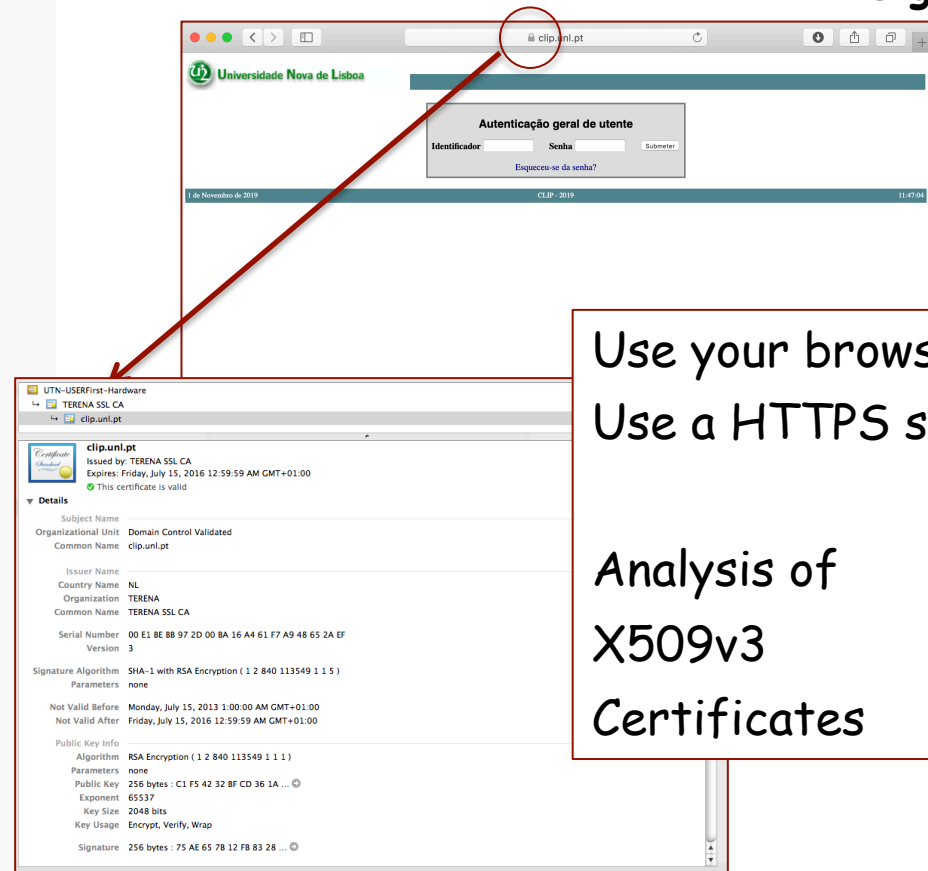 clip.unl.pt
Universidade Nova de Lisboa
Autenticação geral de utente
Identificador Senha Submeter
Esqueceu-se da senha?
1 de Novembro de 2019 CLIP - 2019 11:47:04
Use your brows
Use a HTTPS s
Analysis of
X509v3
Certificates
UTN-USERFirst-Hardware
TERENA SSL CA
clip.unl.pt
Certificate
Standard
clip.unl.pt
Issued by: TERENA SSL CA
Expires: Friday, July 15, 2016 12:59:59 AM GMT+01:00
This certificate is valid
Details
Subject Name
Organizational Unit Domain Control Validated
Common Name clip.unl.pt
Issuer Name
Country Name NL
Organization TERENA
Common Name TERENA SSL CA
Serial Number 00 E1 BE BB 97 2D 00 BA 16 A4 61 F7 A9 48 65 2A EF
Version 3
Signature Algorithm SHA-1 with RSA Encryption ( 1 2 840 113549 1 1 5 )
Parameters none
Not Valid Before Monday, July 15, 2013 1:00:00 AM GMT+01:00
Not Valid After Friday, July 15, 2016 12:59:59 AM GMT+01:00
Public Key Info
Algorithm RSA Encryption ( 1 2 840 113549 1 1 1 )
Parameters none
Public Key 256 bytes : C1 F5 42 32 BF CD 36 1A ...
Exponent 65537
Key Size 2048 bits
Key Usage Encrypt, Verify, Wrap
Signature 256 bytes : 75 AE 65 7B 12 FB 83 28 ...